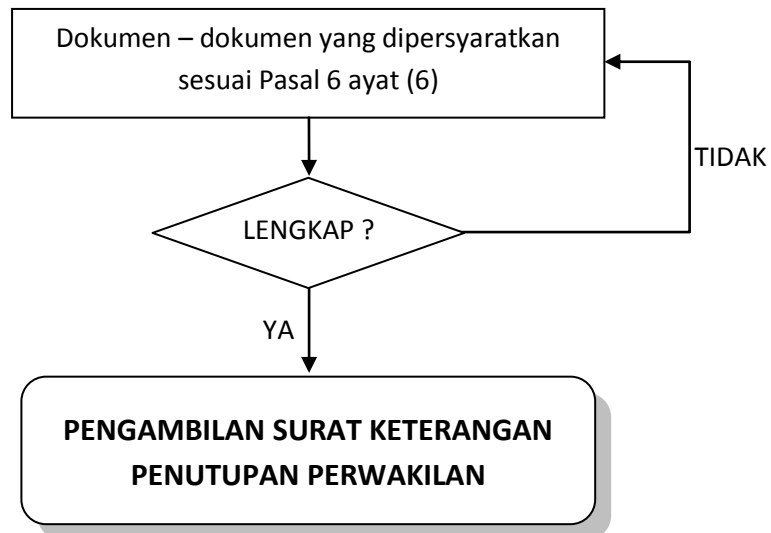 Dokumen – dokumen yang dipersyaratkan
sesuai Pasal 6 ayat (6)
TIDAK
LENGKAP ?
YA
PENGAMBILAN SURAT KETERANGAN
PENUTUPAN PERWAKILAN